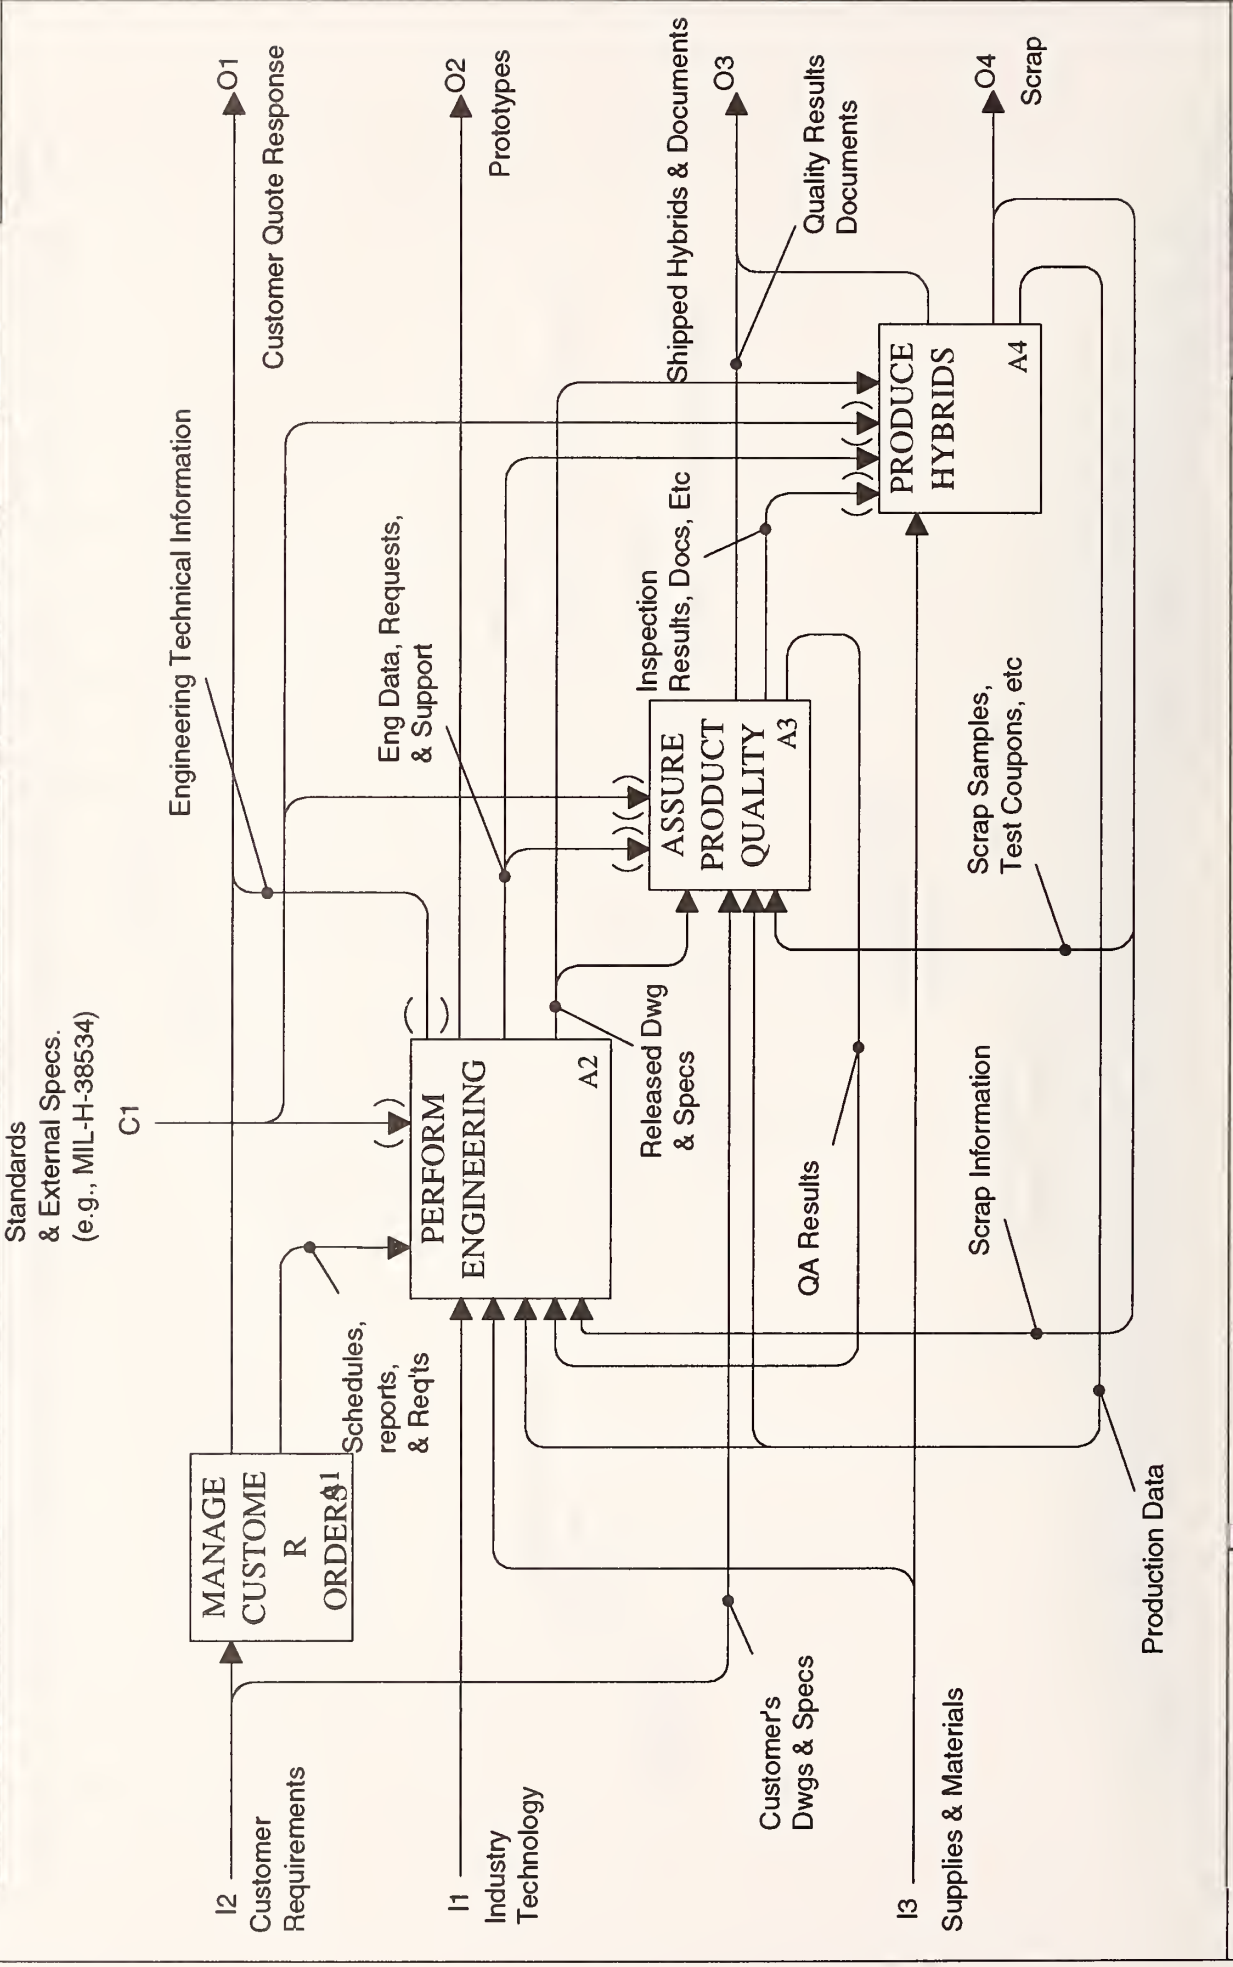 Standards
& External Specs.
(e.g., MIL-H-38534)
C1
I2
Customer
Requirements
MANAGE
CUSTOME
R
ORDERS
A1
Schedules,
reports,
& Req'ts
Engineering Technical Information
O1
Customer Quote Response
I1
Industry
Technology
PERFORM
ENGINEERING
A2
Eng Data, Requests,
& Support
O2
Prototypes
Released Dwg
& Specs
Customer's
Dwgs & Specs
ASSURE
PRODUCT
QUALITY
A3
Inspection
Results, Docs, Etc
Shipped Hybrids & Documents
O3
Quality Results
Documents
QA Results
I3
Supplies & Materials
PRODUCE
HYBRIDS
A4
O4
Scrap
Scrap Samples,
Test Coupons, etc
Scrap Information
Production Data